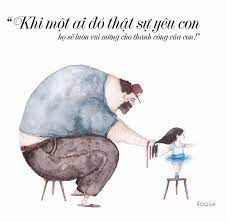 “Khi một ai đó thật sự yêu con
họ sẽ luôn vui mừng cho thành công của con!”